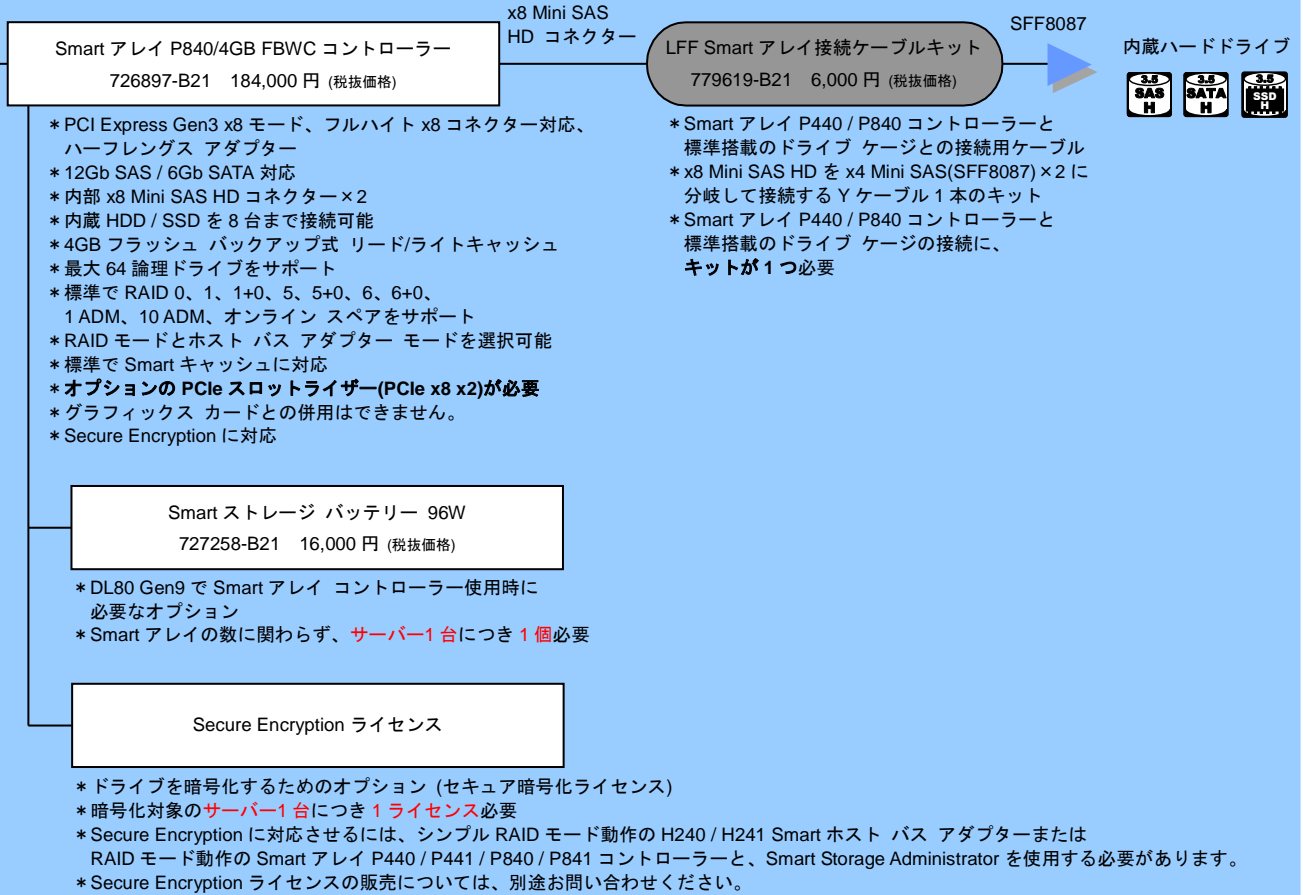 x8 Mini SAS
HD コネクター
SFF8087
Smart アレイ P840/4GB FBWC コントローラー
726897-B21 184,000 円 (税抜価格)
LFF Smart アレイ接続ケーブルキット
779619-B21 6,000 円 (税抜価格)
内蔵ハードドライブ
3.5
SAS
H
3.5
SATA
H
3.5
SSD
H
＊PCI Express Gen3 x8 モード、フルハイト x8 コネクター対応、
ハーフレングス アダプター
＊12Gb SAS / 6Gb SATA 対応
＊内部 x8 Mini SAS HD コネクター×2
＊内蔵 HDD / SSD を 8 台まで接続可能
＊4GB フラッシュ バックアップ式 リード/ライトキャッシュ
＊最大 64 論理ドライブをサポート
＊標準で RAID 0、1、1+0、5、5+0、6、6+0、
1 ADM、10 ADM、オンライン スペアをサポート
＊RAID モードとホスト バス アダプター モードを選択可能
＊標準で Smart キャッシュに対応
＊オプションの PCIe スロットライザー(PCIe x8 x2)が必要
＊グラフィックス カードとの併用はできません。
＊Secure Encryption に対応
＊Smart アレイ P440 / P840 コントローラーと
標準搭載のドライブ ケージとの接続用ケーブル
＊x8 Mini SAS HD を x4 Mini SAS(SFF8087)×2 に
分岐して接続する Y ケーブル 1 本のキット
＊Smart アレイ P440 / P840 コントローラーと
標準搭載のドライブ ケージの接続に、
キットが 1 つ必要
Smart ストレージ バッテリー 96W
727258-B21 16,000 円 (税抜価格)
＊DL80 Gen9 で Smart アレイ コントローラー使用時に
必要なオプション
＊Smart アレイの数に関わらず、サーバー1 台につき 1 個必要
Secure Encryption ライセンス
＊ドライブを暗号化するためのオプション (セキュア暗号化ライセンス)
＊暗号化対象のサーバー1 台につき 1 ライセンス必要
＊Secure Encryption に対応させるには、シンプル RAID モード動作の H240 / H241 Smart ホスト バス アダプターまたは
RAID モード動作の Smart アレイ P440 / P441 / P840 / P841 コントローラーと、Smart Storage Administrator を使用する必要があります。
＊Secure Encryption ライセンスの販売については、別途お問い合わせください。